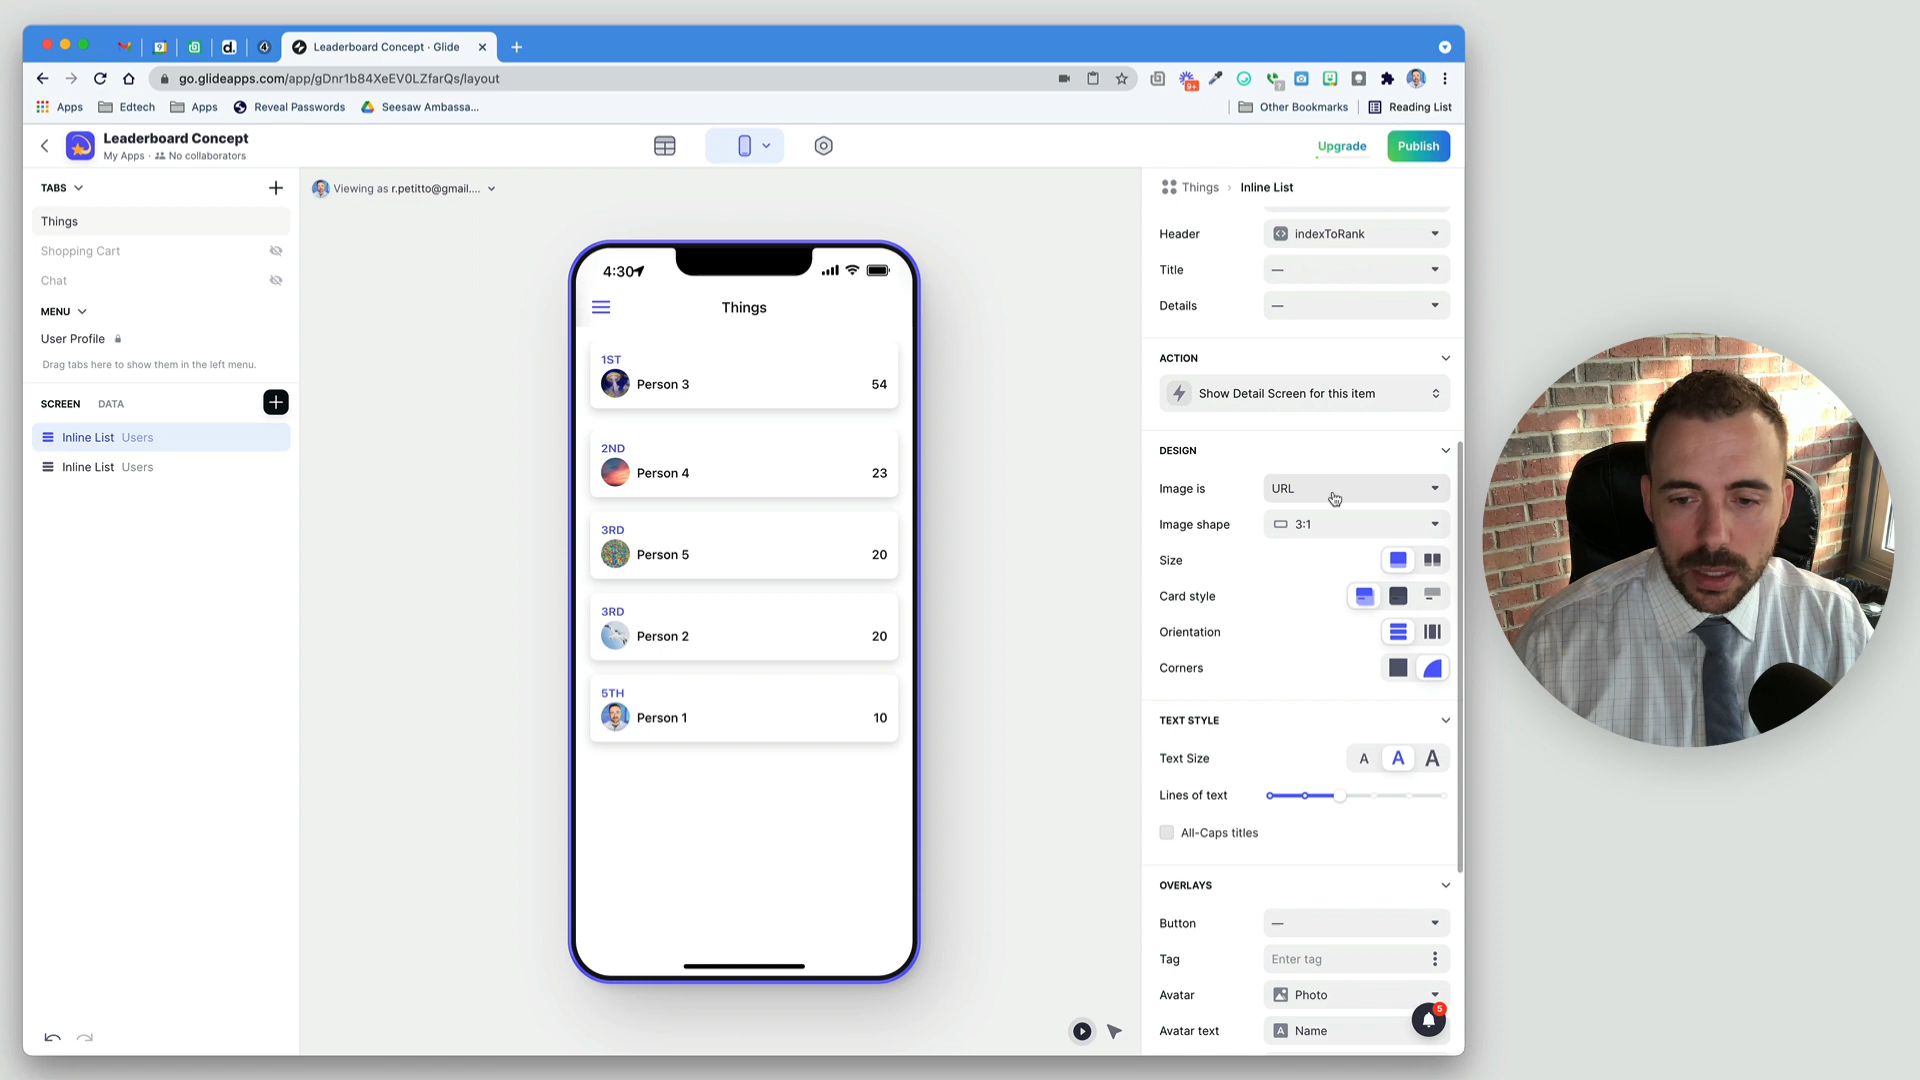 Leaderboard Concept · Glide
go.glideapps.com/app/gDnr1b84XeEV0LZfarQs/layout
9+
Apps
Edtech
Apps
Reveal Passwords
Seesaw Ambassa...
Other Bookmarks
Reading List
Leaderboard Concept
My Apps · No collaborators
Upgrade
Publish
TABS
Things
Shopping Cart
Chat
MENU
User Profile
Drag tabs here to show them in the left menu.
SCREEN DATA
Inline List Users
Inline List Users
Viewing as r.petitto@gmail....
4:30
Things
1ST
Person 3 54
2ND
Person 4 23
3RD
Person 5 20
3RD
Person 2 20
5TH
Person 1 10
Things › Inline List
Header indexToRank
Title —
Details —
ACTION
Show Detail Screen for this item
DESIGN
Image is URL
Image shape 3:1
Size
Card style
Orientation
Corners
TEXT STYLE
Text Size A A A
Lines of text
All-Caps titles
OVERLAYS
Button —
Tag Enter tag
Avatar Photo
5
Avatar text A Name